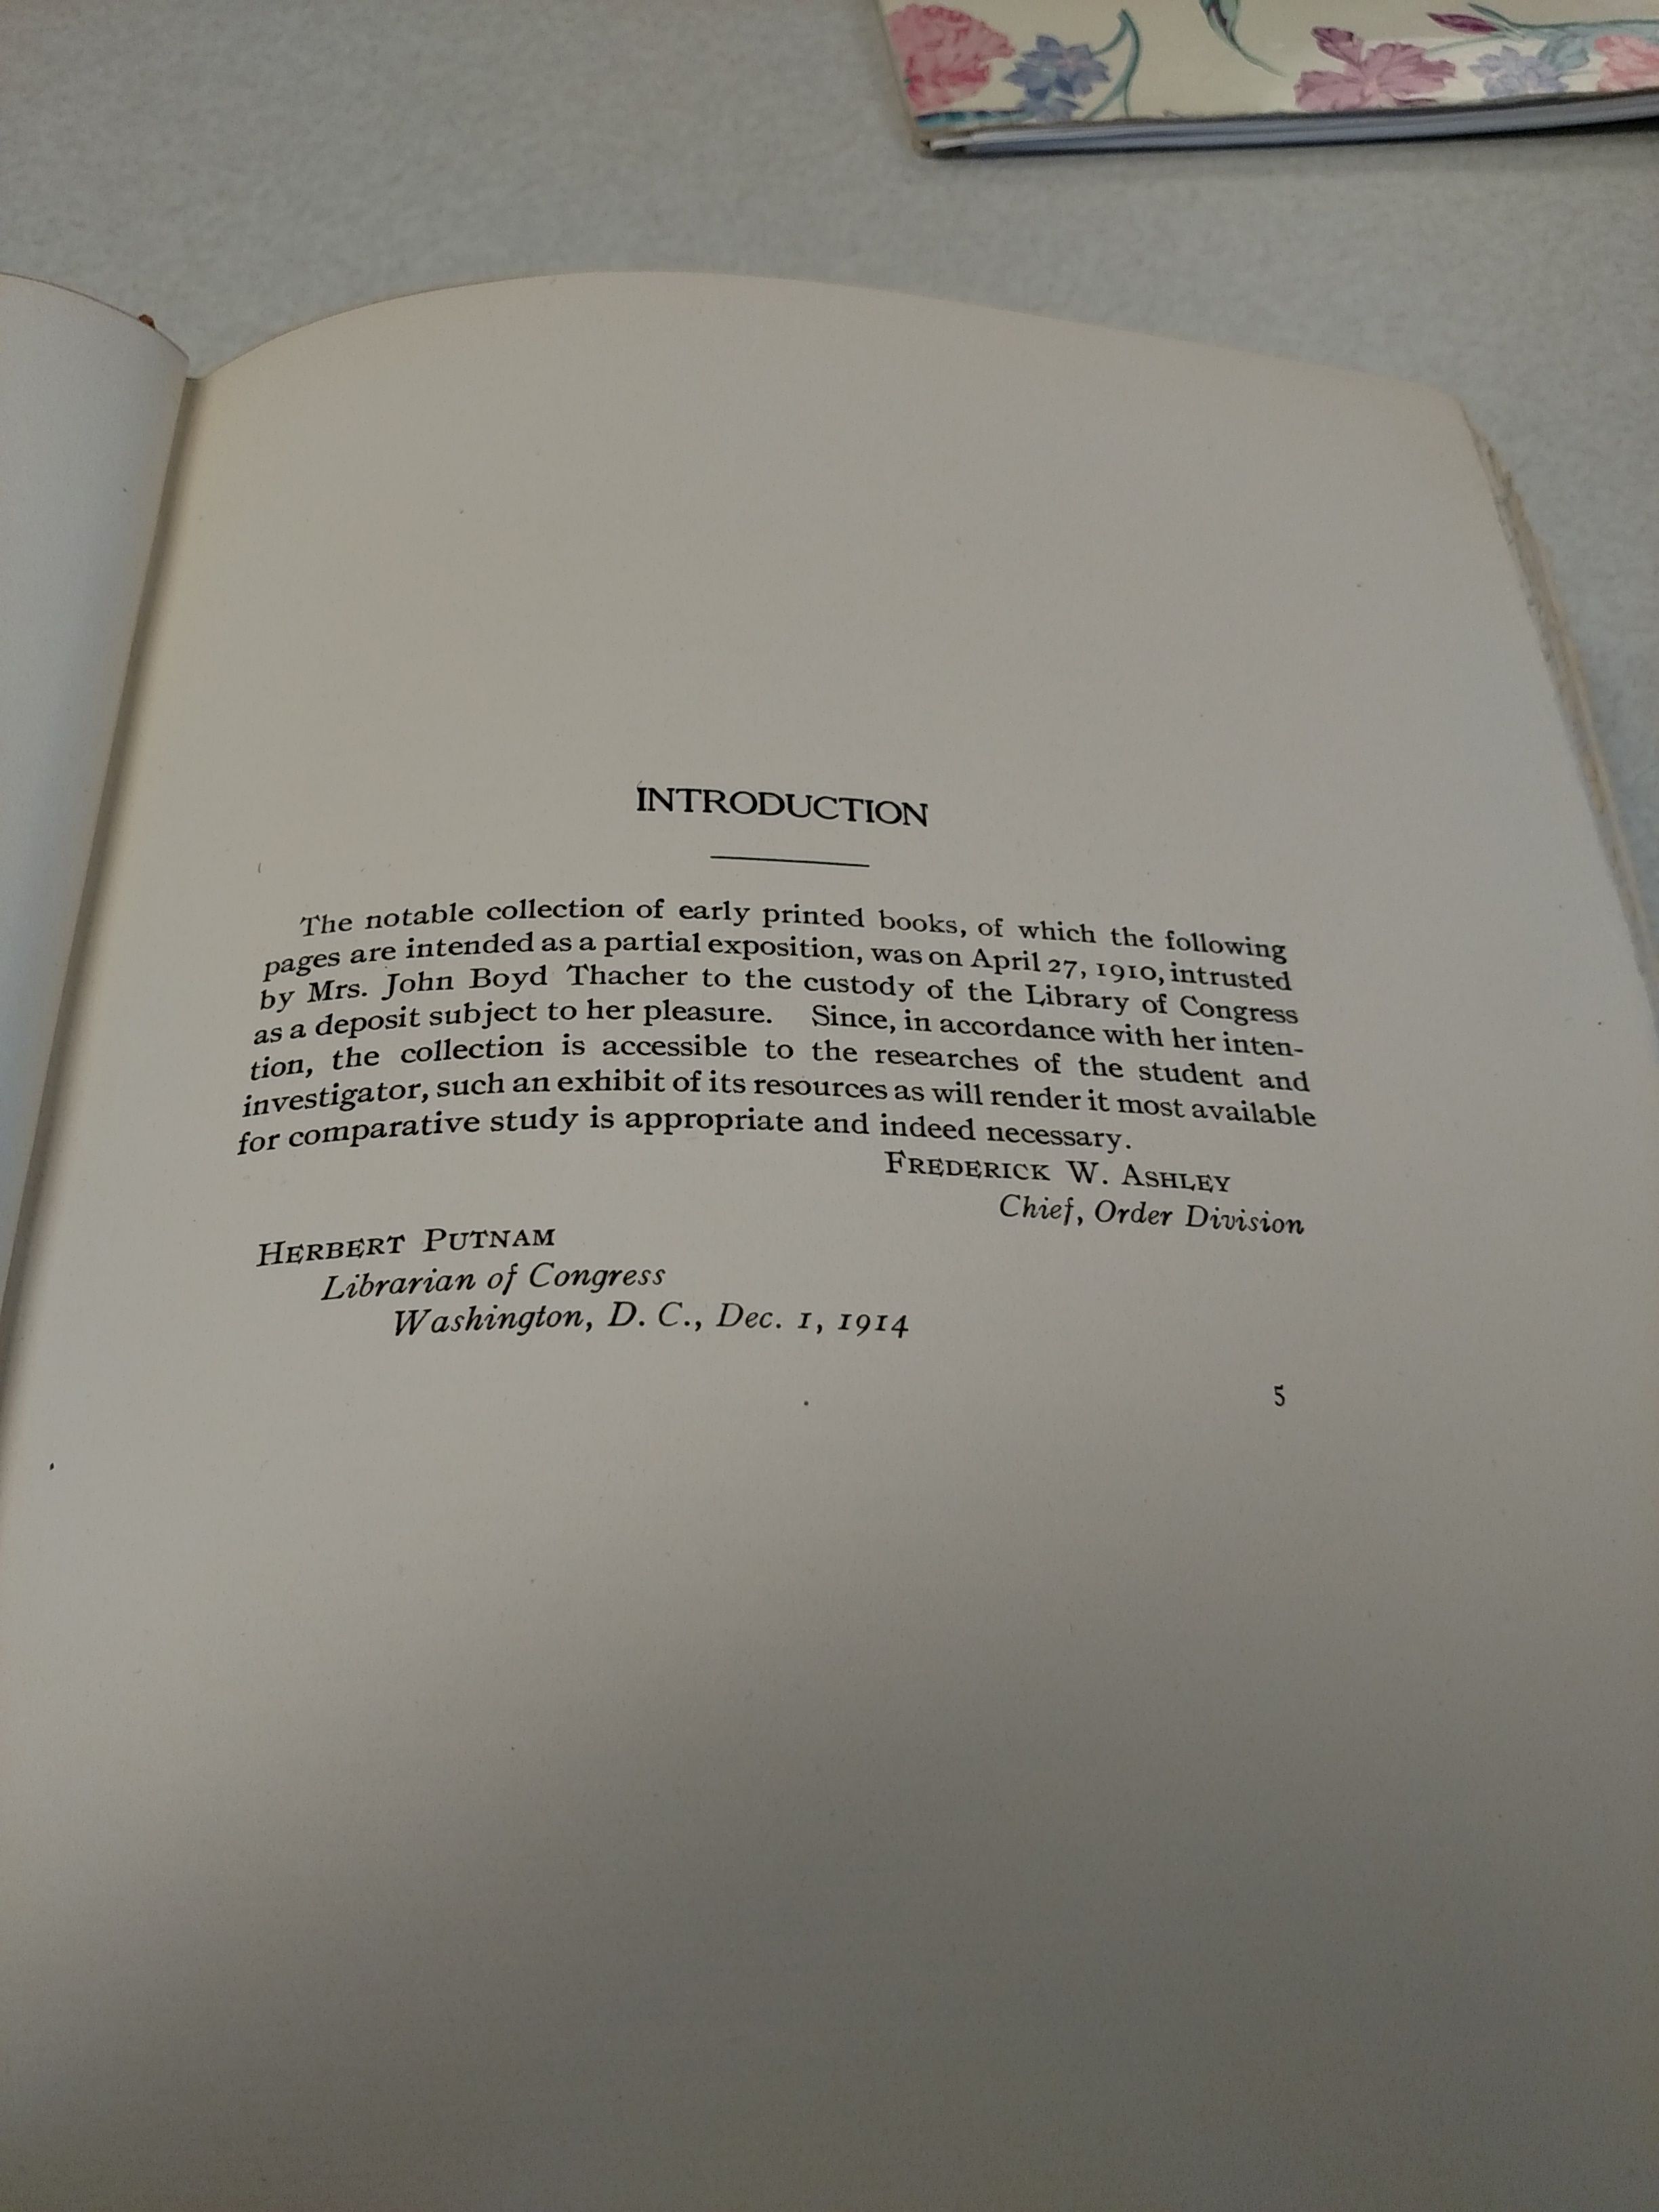 INTRODUCTION
The notable collection of early printed books, of which the following
pages are intended as a partial exposition, was on April 27, 1910, intrusted
by Mrs. John Boyd Thacher to the custody of the Library of Congress
as a deposit subject to her pleasure. Since, in accordance with her inten-
tion, the collection is accessible to the researches of the student and
investigator, such an exhibit of its resources as will render it most available
for comparative study is appropriate and indeed necessary.
FREDERICK W. ASHLEY
Chief, Order Division
HERBERT PUTNAM
Librarian of Congress
Washington, D. C., Dec. 1, 1914
5